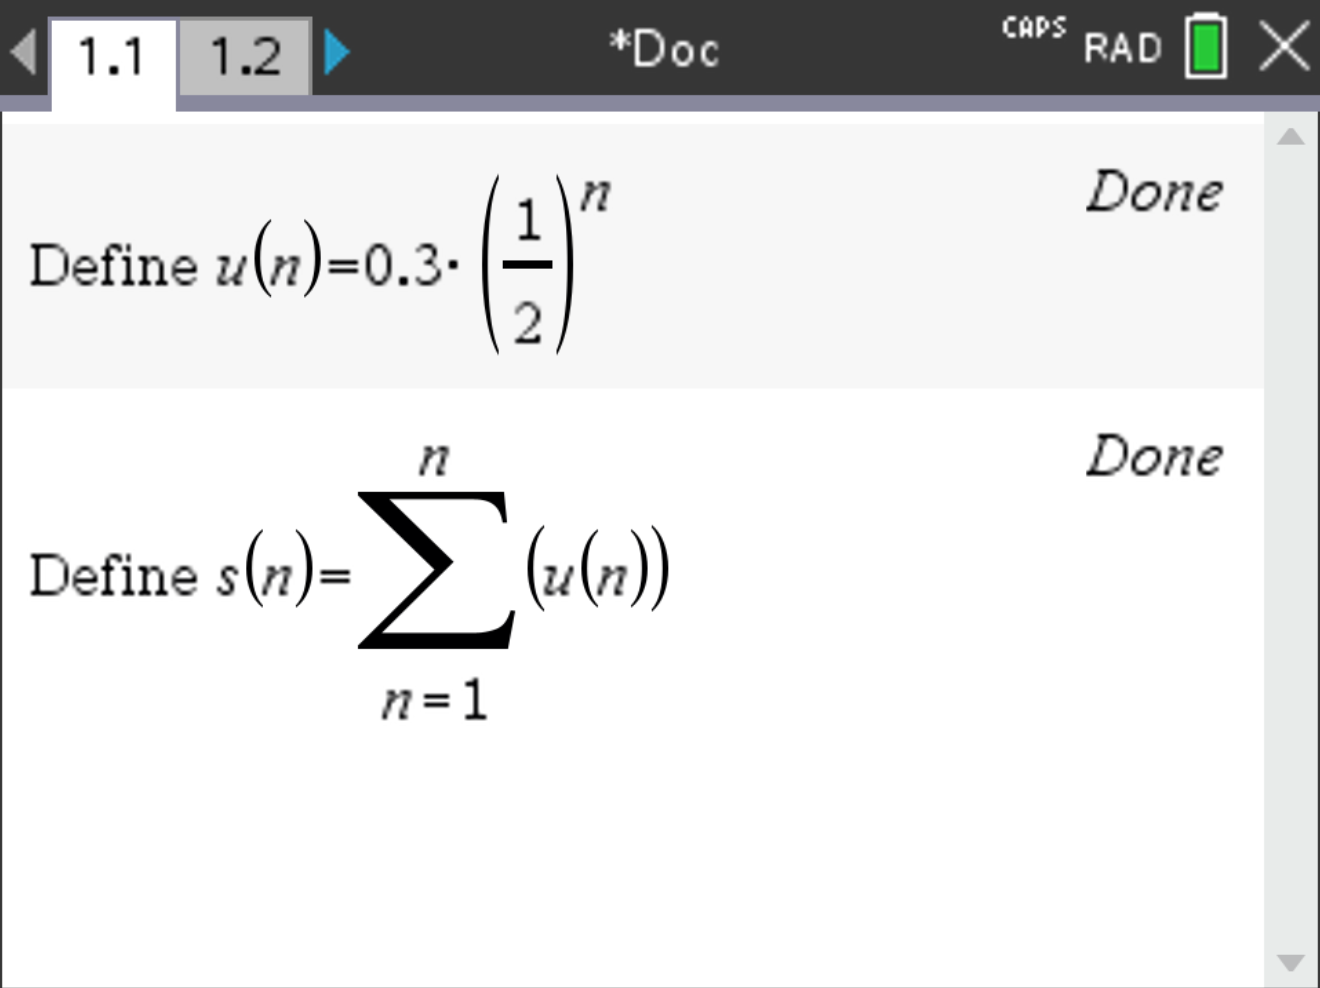 1.1 1.2 *Doc CAPS RAD
Define u(n)=0.3·(1/2)^n Done
Define s(n)=∑_{n=1}^{n}(u(n)) Done